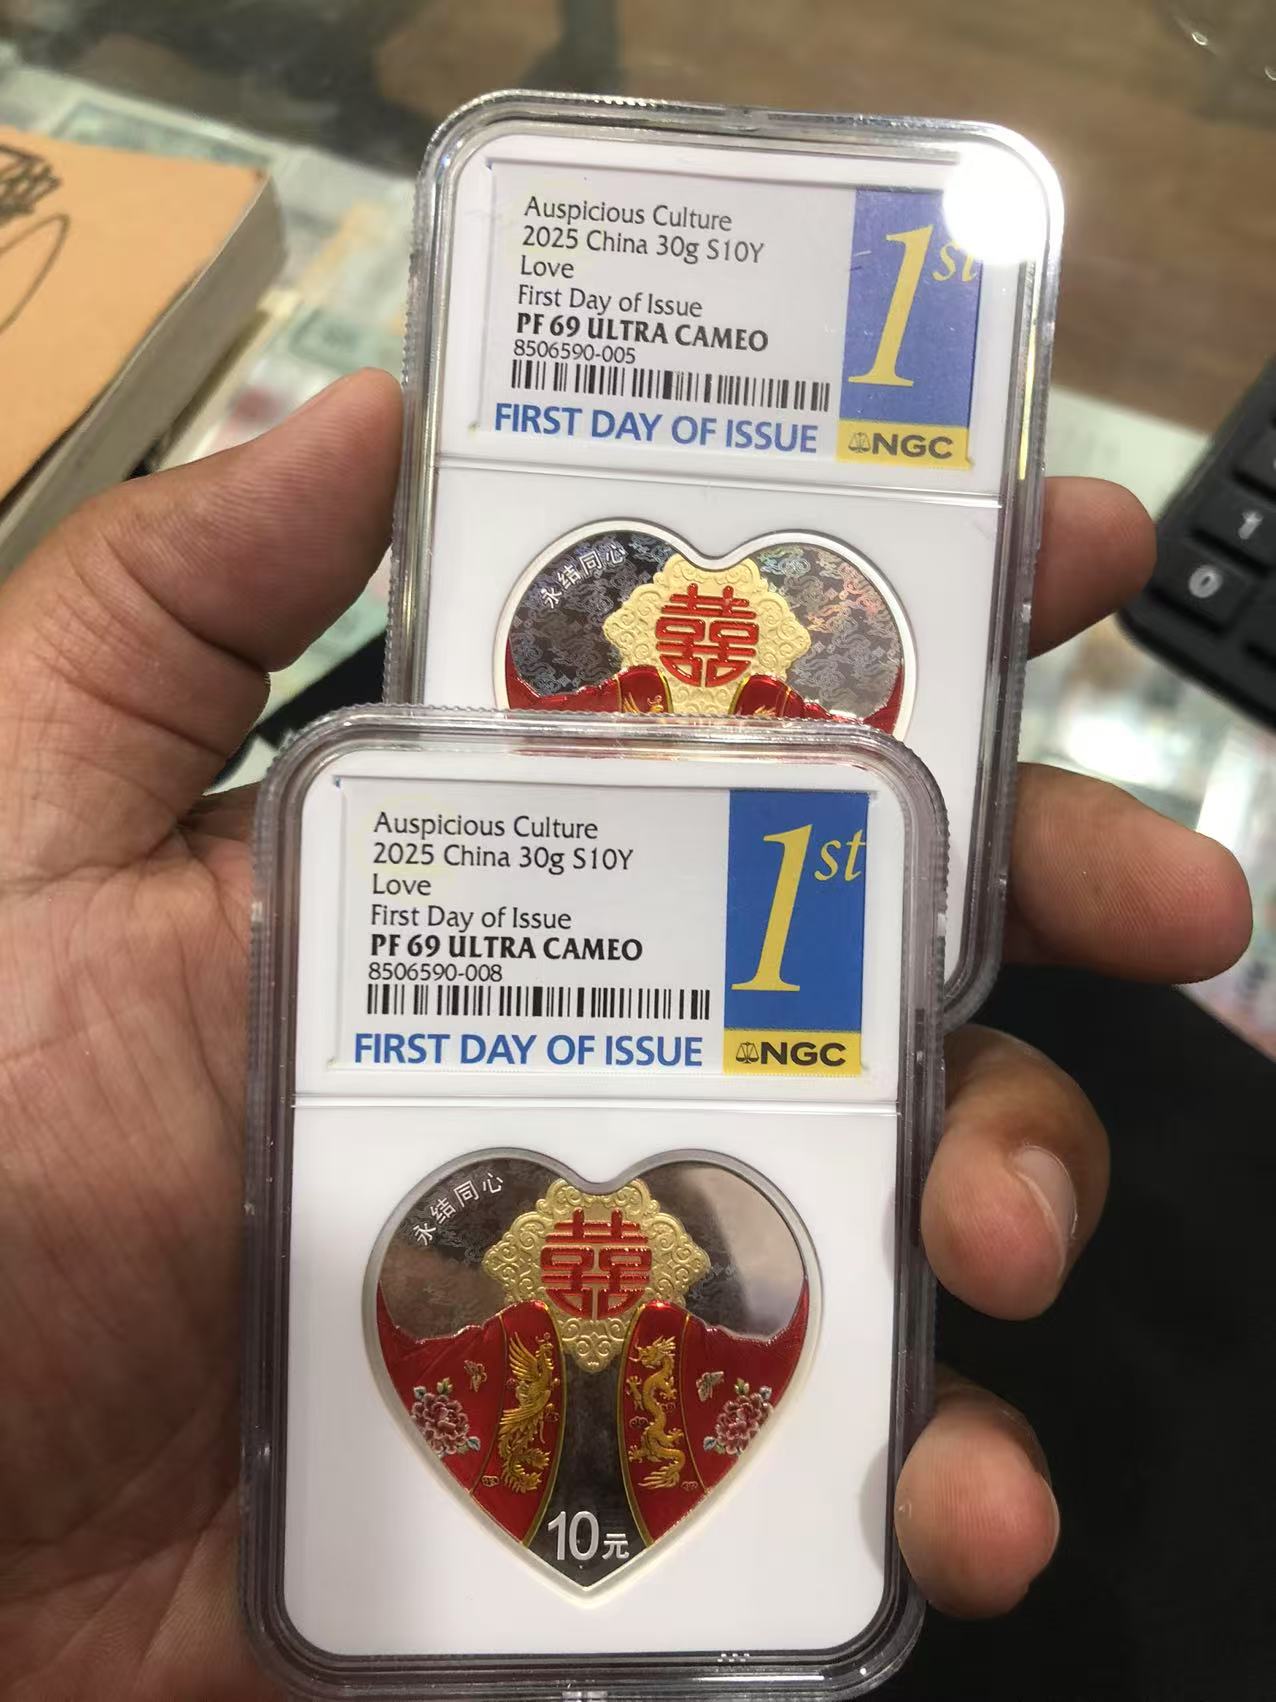 Auspicious Culture
2025 China 30g S10Y
Love
First Day of Issue
PF 69 ULTRA CAMEO
8506590-005
FIRST DAY OF ISSUE
1st
NGC
永结同心
囍
1
0
Auspicious Culture
2025 China 30g S10Y
Love
First Day of Issue
PF 69 ULTRA CAMEO
8506590-008
FIRST DAY OF ISSUE
1st
NGC
永结同心
囍
10元